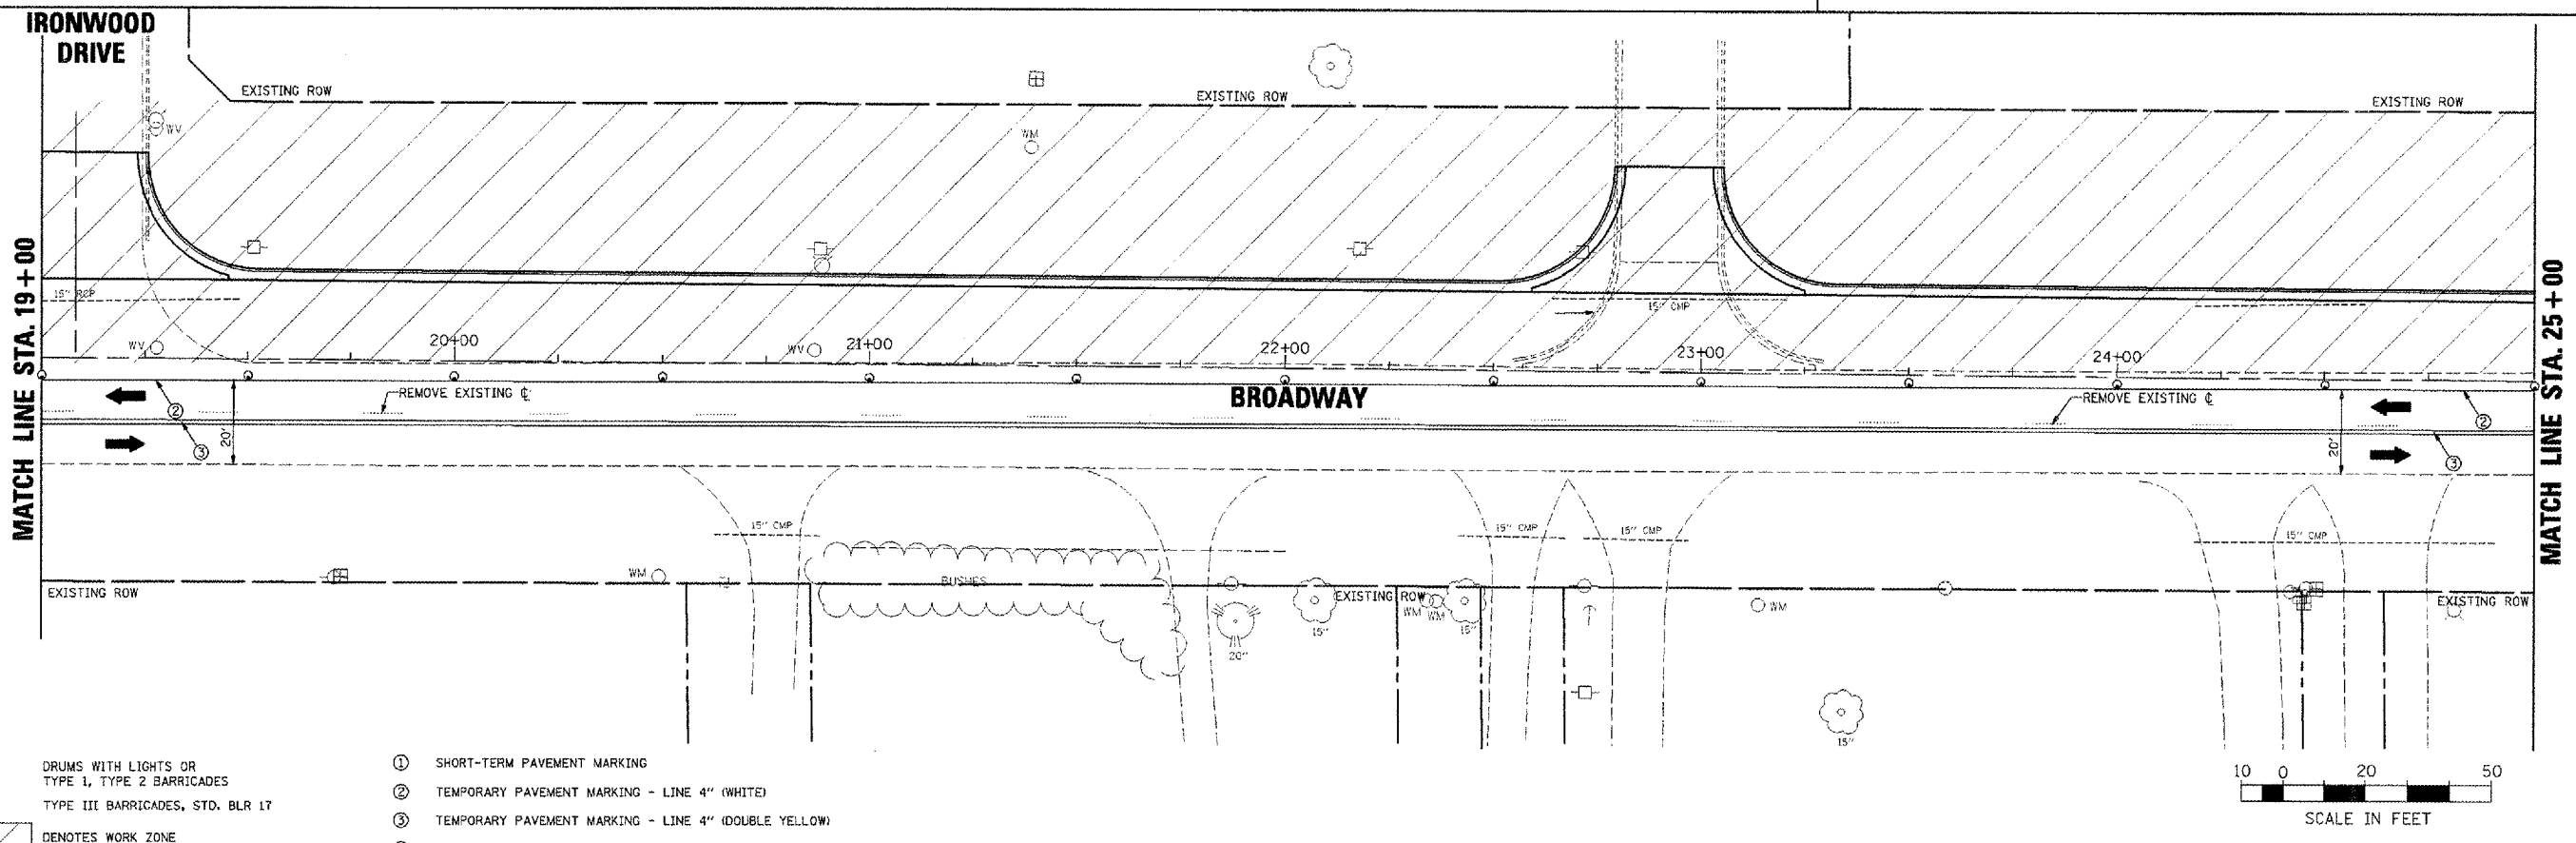 IRONWOOD
DRIVE
EXISTING ROW
EXISTING ROW
EXISTING ROW
WV
WM
MATCH LINE STA. 19+00
MATCH LINE STA. 25+00
15" RCP
15" CMP
WV
20+00
WV
21+00
22+00
23+00
24+00
REMOVE EXISTING ℄
BROADWAY
REMOVE EXISTING ℄
②
③
20'
20'
②
③
15" CMP
15" CMP
15" CMP
15" CMP
WM
BUSHES
EXISTING ROW
EXISTING ROW
EXISTING ROW
WM
WM
WM
15"
15"
20"
15"
DRUMS WITH LIGHTS OR
TYPE 1, TYPE 2 BARRICADES
TYPE III BARRICADES, STD. BLR 17
DENOTES WORK ZONE
① SHORT-TERM PAVEMENT MARKING
② TEMPORARY PAVEMENT MARKING - LINE 4" (WHITE)
③ TEMPORARY PAVEMENT MARKING - LINE 4" (DOUBLE YELLOW)
10 0 20 50
SCALE IN FEET